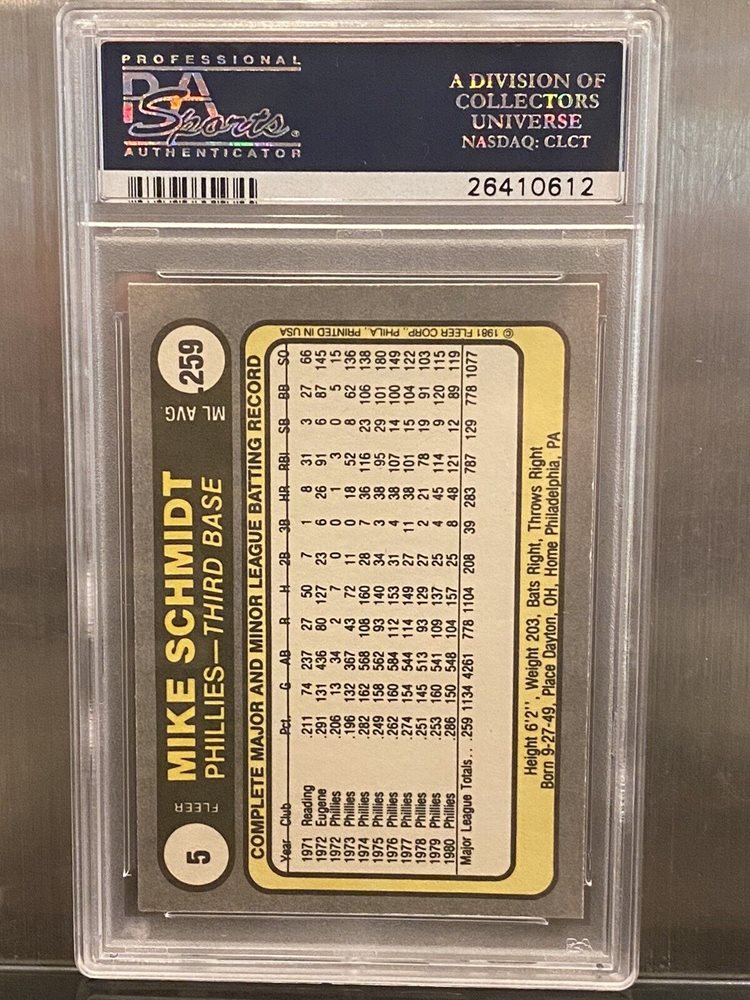 PROFESSIONAL
PSA
Sports
AUTHENTICATOR
A DIVISION OF
COLLECTORS
UNIVERSE
NASDAQ: CLCT
26410612
5
FLEER
MIKE SCHMIDT
PHILLIES—THIRD BASE
ML AVG.
.259
COMPLETE MAJOR AND MINOR LEAGUE BATTING RECORD
Year Club Pct. G AB R H 2B 3B HR RBI SB BB SO
1971 Reading .211 74 237 27 50 7 1 8 31 3 27 66
1972 Eugene .291 131 436 80 127 23 6 26 91 6 87 145
1972 Phillies .206 13 34 2 7 0 0 1 3 0 5 15
1973 Phillies .196 132 367 43 72 11 0 18 52 8 62 136
1974 Phillies .282 162 568 108 160 28 7 36 116 23 106 138
1975 Phillies .249 158 562 93 140 34 3 38 95 29 101 180
1976 Phillies .262 160 584 112 153 31 4 38 107 14 100 149
1977 Phillies .274 154 544 114 149 27 11 38 101 15 104 122
1978 Phillies .251 145 513 93 129 27 2 21 78 19 91 103
1979 Phillies .253 160 541 109 137 25 4 45 114 9 120 115
1980 Phillies .286 150 548 104 157 25 8 48 121 12 89 119
Major League Totals . . .259 1134 4261 778 1104 208 39 283 787 129 778 1077
Height 6'2", Weight 203, Bats Right, Throws Right
Born 9-27-49, Place Dayton, OH, Home Philadelphia, PA
© 1981 FLEER CORP., PHILA., PRINTED IN USA
PSA